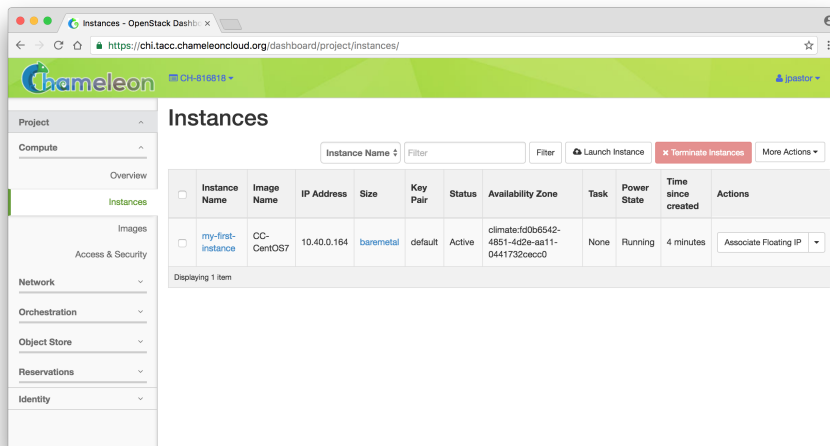 Instances - OpenStack Dashbo ×
https://chi.tacc.chameleoncloud.org/dashboard/project/instances/
Chameleon
CH-816818
jpastor
Project
Compute
Overview
Instances
Images
Access & Security
Network
Orchestration
Object Store
Reservations
Identity
Instances
Instance Name
Filter
Filter
Launch Instance
× Terminate Instances
More Actions
Instance Name
Image Name
IP Address
Size
Key Pair
Status
Availability Zone
Task
Power State
Time since created
Actions
my-first-instance
CC-CentOS7
10.40.0.164
baremetal
default
Active
climate:fd0b6542-4851-4d2e-aa11-0441732cecc0
None
Running
4 minutes
Associate Floating IP
Displaying 1 item